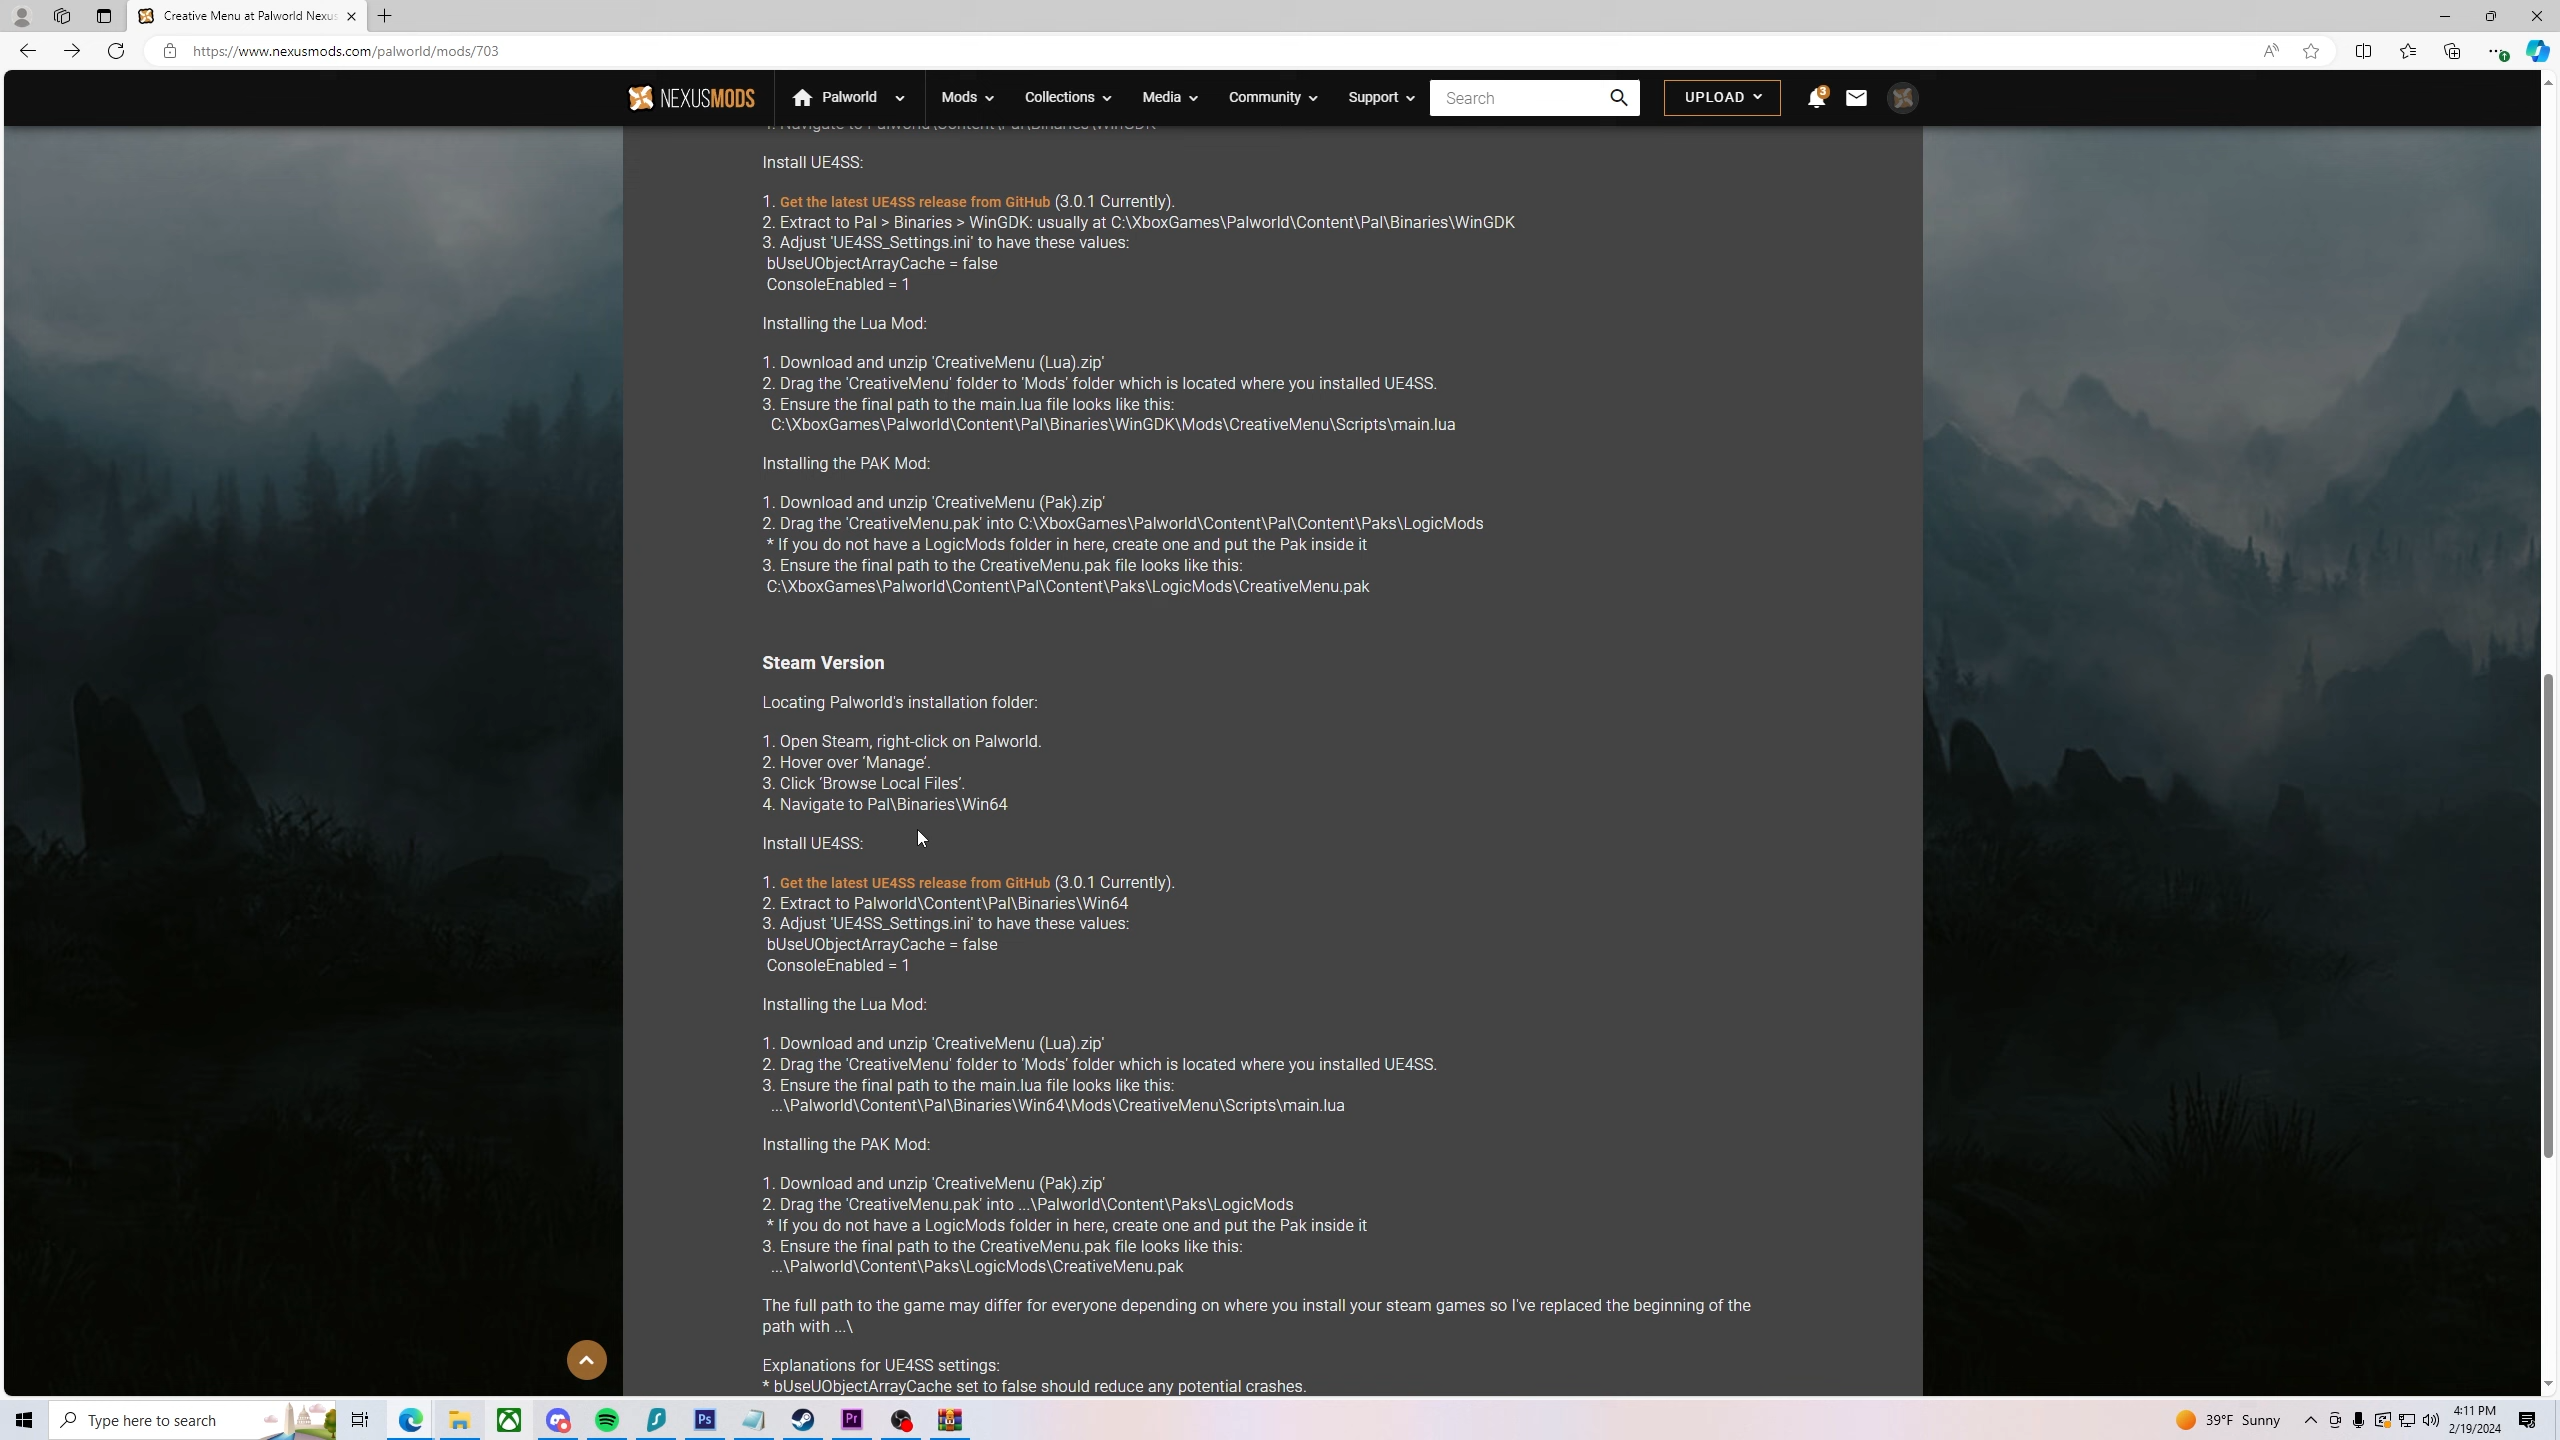 Creative Menu at Palworld Nexus
https://www.nexusmods.com/palworld/mods/703
NEXUSMODS
Palworld
Mods
Collections
Media
Community
Support
Search
UPLOAD
3
1. Navigate to Palworld\Content\Pal\Binaries\WinGDK
Install UE4SS:
1. Get the latest UE4SS release from GitHub (3.0.1 Currently).
2. Extract to Pal > Binaries > WinGDK: usually at C:\XboxGames\Palworld\Content\Pal\Binaries\WinGDK
3. Adjust 'UE4SS_Settings.ini' to have these values:
bUseUObjectArrayCache = false
ConsoleEnabled = 1
Installing the Lua Mod:
1. Download and unzip 'CreativeMenu (Lua).zip'
2. Drag the 'CreativeMenu' folder to 'Mods' folder which is located where you installed UE4SS.
3. Ensure the final path to the main.lua file looks like this:
C:\XboxGames\Palworld\Content\Pal\Binaries\WinGDK\Mods\CreativeMenu\Scripts\main.lua
Installing the PAK Mod:
1. Download and unzip 'CreativeMenu (Pak).zip'
2. Drag the 'CreativeMenu.pak' into C:\XboxGames\Palworld\Content\Pal\Content\Paks\LogicMods
* If you do not have a LogicMods folder in here, create one and put the Pak inside it
3. Ensure the final path to the CreativeMenu.pak file looks like this:
C:\XboxGames\Palworld\Content\Pal\Content\Paks\LogicMods\CreativeMenu.pak
Steam Version
Locating Palworld's installation folder:
1. Open Steam, right-click on Palworld.
2. Hover over 'Manage'.
3. Click 'Browse Local Files'.
4. Navigate to Pal\Binaries\Win64
Install UE4SS:
1. Get the latest UE4SS release from GitHub (3.0.1 Currently).
2. Extract to Palworld\Content\Pal\Binaries\Win64
3. Adjust 'UE4SS_Settings.ini' to have these values:
bUseUObjectArrayCache = false
ConsoleEnabled = 1
Installing the Lua Mod:
1. Download and unzip 'CreativeMenu (Lua).zip'
2. Drag the 'CreativeMenu' folder to 'Mods' folder which is located where you installed UE4SS.
3. Ensure the final path to the main.lua file looks like this:
...\Palworld\Content\Pal\Binaries\Win64\Mods\CreativeMenu\Scripts\main.lua
Installing the PAK Mod:
1. Download and unzip 'CreativeMenu (Pak).zip'
2. Drag the 'CreativeMenu.pak' into ...\Palworld\Content\Paks\LogicMods
* If you do not have a LogicMods folder in here, create one and put the Pak inside it
3. Ensure the final path to the CreativeMenu.pak file looks like this:
...\Palworld\Content\Paks\LogicMods\CreativeMenu.pak
The full path to the game may differ for everyone depending on where you install your steam games so I've replaced the beginning of the
path with ...\
Explanations for UE4SS settings:
* bUseUObjectArrayCache set to false should reduce any potential crashes.
Type here to search
Ps
Pr
39°F Sunny
4:11 PM
2/19/2024